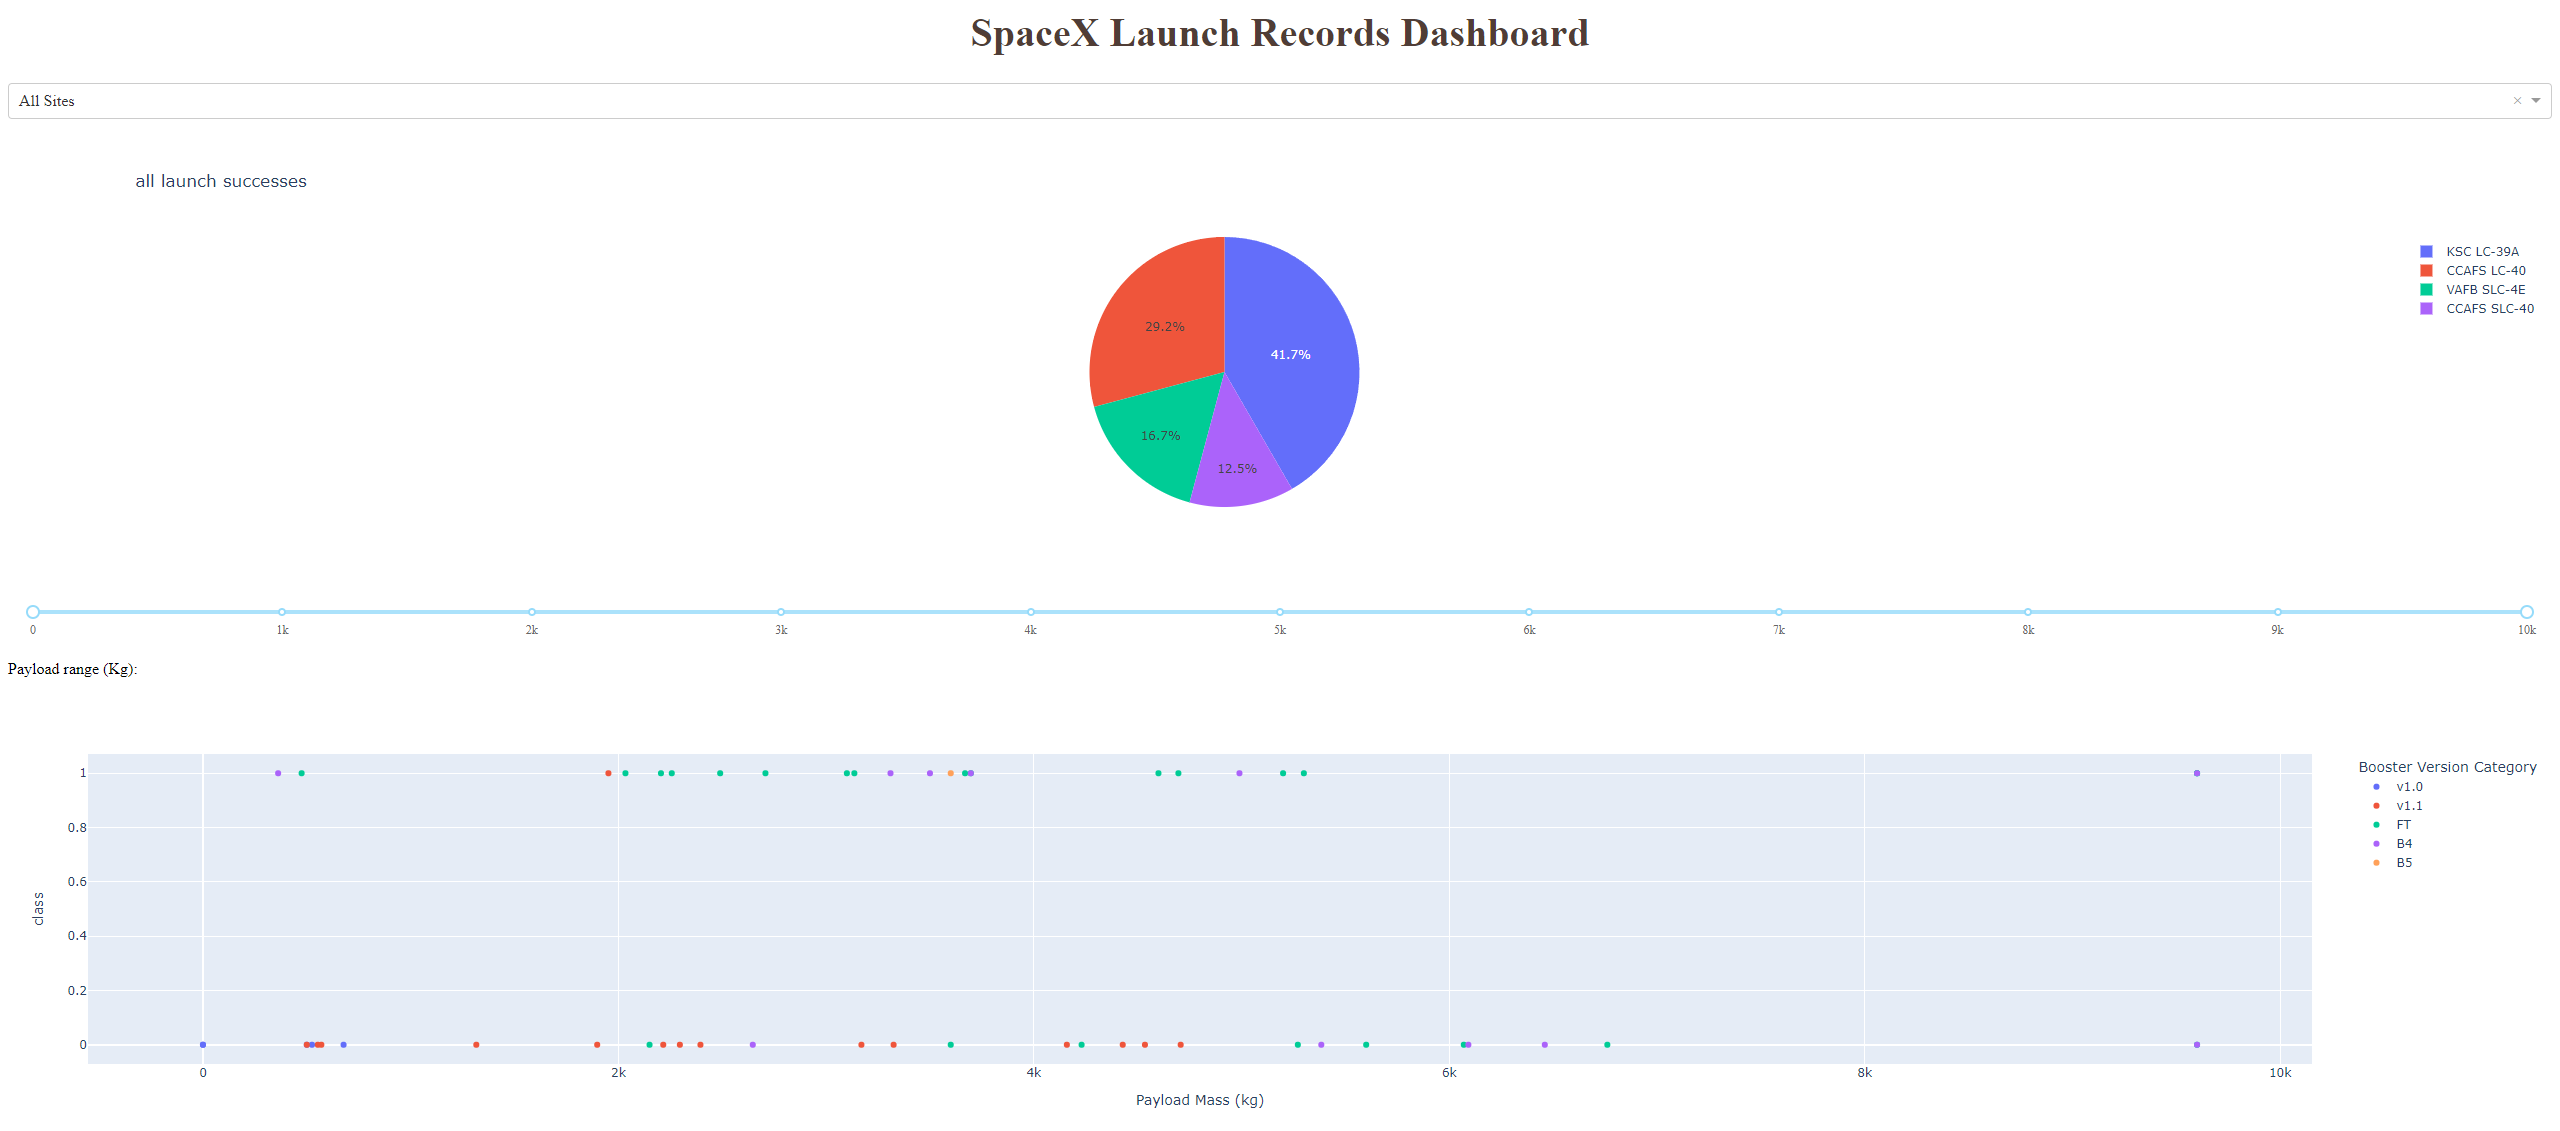 SpaceX Launch Records Dashboard
All Sites
×
all launch successes
KSC LC-39A
CCAFS LC-40
VAFB SLC-4E
CCAFS SLC-40
29.2%
41.7%
16.7%
12.5%
0 1k 2k 3k 4k 5k 6k 7k 8k 9k 10k
Payload range (Kg):
Booster Version Category
v1.0
v1.1
FT
B4
B5
class
1
0.8
0.6
0.4
0.2
0
0 2k 4k 6k 8k 10k
Payload Mass (kg)